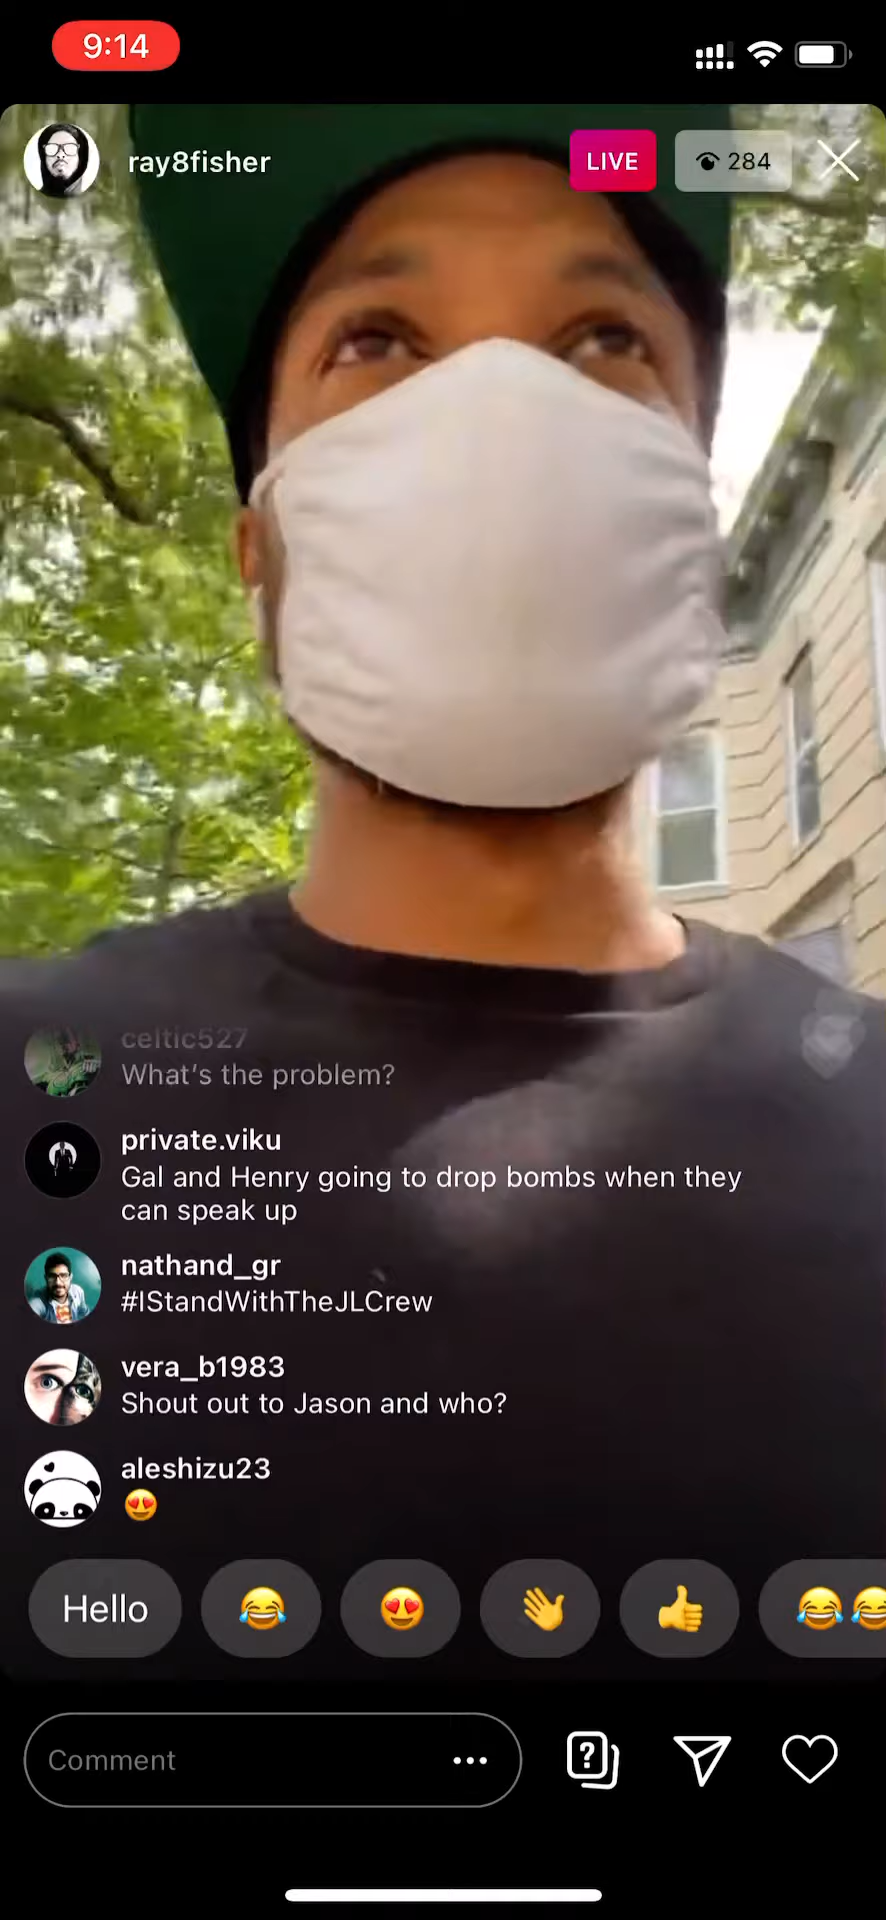 9:14
ray8fisher
LIVE
284
celtic527
What's the problem?
private.viku
Gal and Henry going to drop bombs when they
can speak up
nathand_gr
#IStandWithTheJLCrew
vera_b1983
Shout out to Jason and who?
aleshizu23
😍
Hello 😂 😍 👋 👍 😂😂
Comment